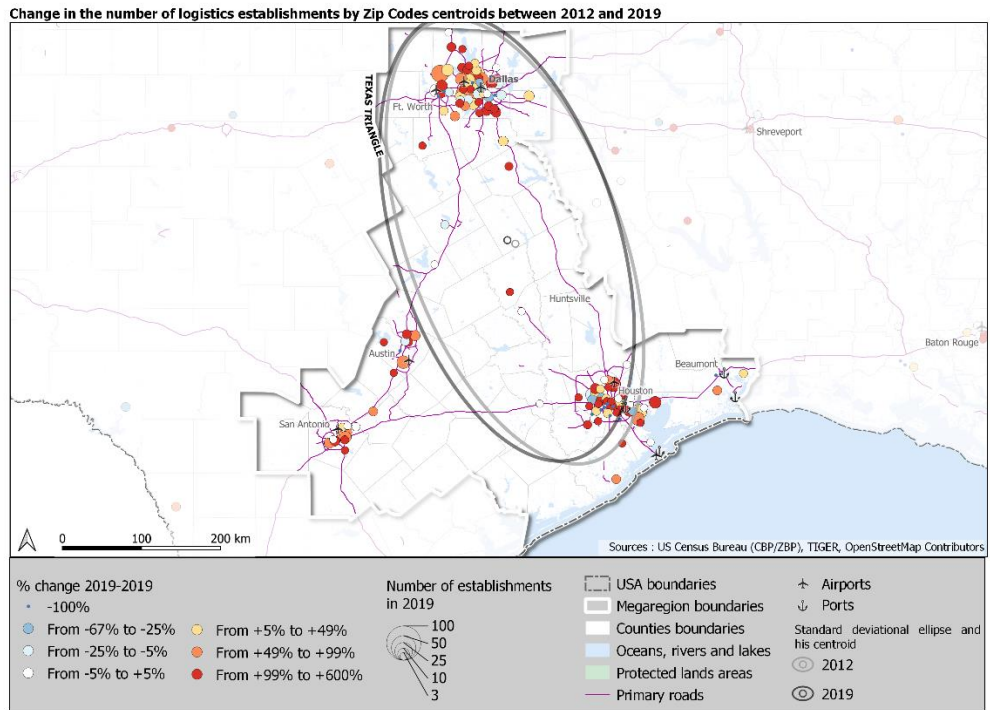 Change in the number of logistics establishments by Zip Codes centroids between 2012 and 2019
TEXAS TRIANGLE
Dallas
Ft. Worth
Shreveport
Huntsville
Austin
Beaumont
Baton Rouge
Houston
San Antonio
0 100 200 km
Sources : US Census Bureau (CBP/ZBP), TIGER, OpenStreetMap Contributors
% change 2019-2019
-100%
From -67% to -25%
From -25% to -5%
From -5% to +5%
From +5% to +49%
From +49% to +99%
From +99% to +600%
Number of establishments
in 2019
100
50
25
10
3
USA boundaries
Megaregion boundaries
Counties boundaries
Oceans, rivers and lakes
Protected lands areas
Primary roads
Airports
Ports
Standard deviational ellipse and
his centroid
2012
2019